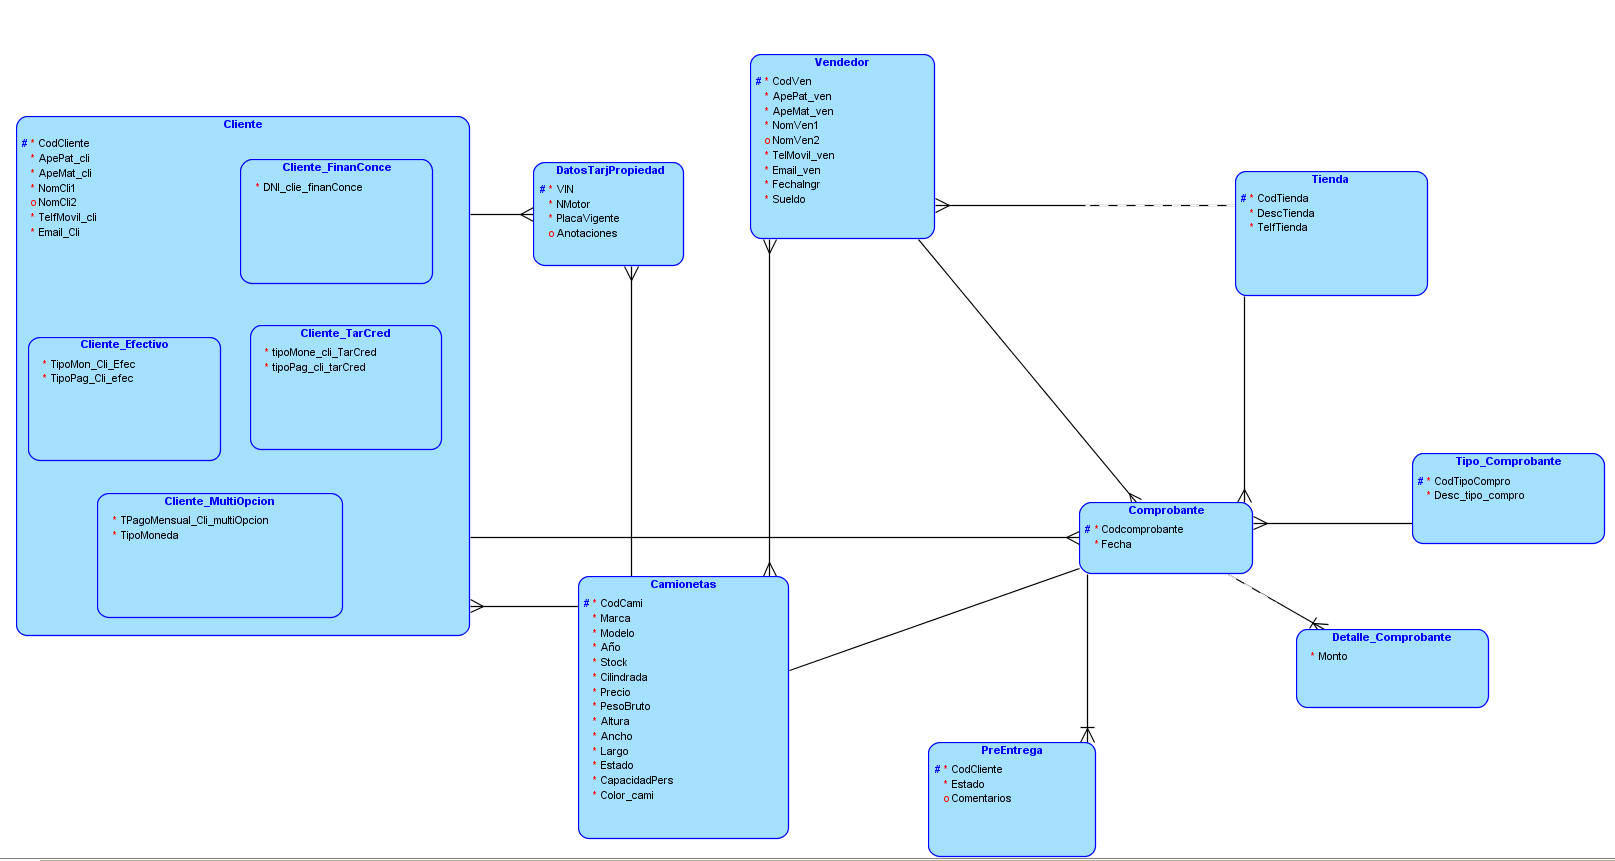 Cliente
# * CodCliente
* ApePat_cli
* ApeMat_cli
* NomCli1
o NomCli2
* TelfMovil_cli
* Email_Cli
Cliente_FinanConce
* DNI_clie_finanConce
Cliente_Efectivo
* TipoMon_Cli_Efec
* TipoPag_Cli_efec
Cliente_TarCred
* tipoMone_cli_TarCred
* tipoPag_cli_tarCred
Cliente_MultiOpcion
* TPagoMensual_Cli_multiOpcion
* TipoMoneda
DatosTarjPropiedad
# * VIN
* NMotor
* PlacaVigente
o Anotaciones
Vendedor
# * CodVen
* ApePat_ven
* ApeMat_ven
* NomVen1
o NomVen2
* TelMovil_ven
* Email_ven
* FechaIngr
* Sueldo
Tienda
# * CodTienda
* DescTienda
* TelfTienda
Tipo_Comprobante
# * CodTipoCompro
* Desc_tipo_compro
Comprobante
# * Codcomprobante
* Fecha
Camionetas
# * CodCami
* Marca
* Modelo
* Año
* Stock
* Cilindrada
* Precio
* PesoBruto
* Altura
* Ancho
* Largo
* Estado
* CapacidadPers
* Color_cami
Detalle_Comprobante
* Monto
PreEntrega
# * CodCliente
* Estado
o Comentarios